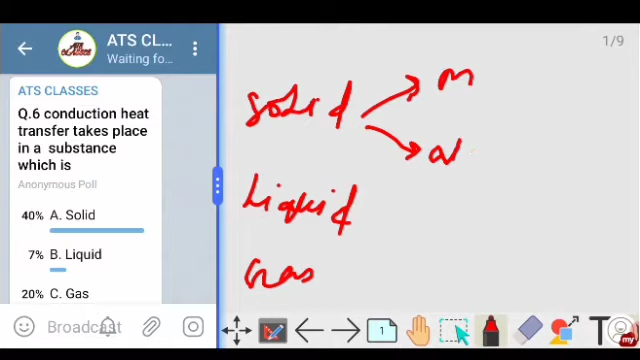 ATS CL...
Waiting fo...
ATS CLASSES
Q.6 conduction heat
transfer takes place
in a substance
which is
Anonymous Poll
40% A. Solid
7% B. Liquid
20% C. Gas
Broadcast
1/9
Solid
m
Liquid
Gas
1
T
my